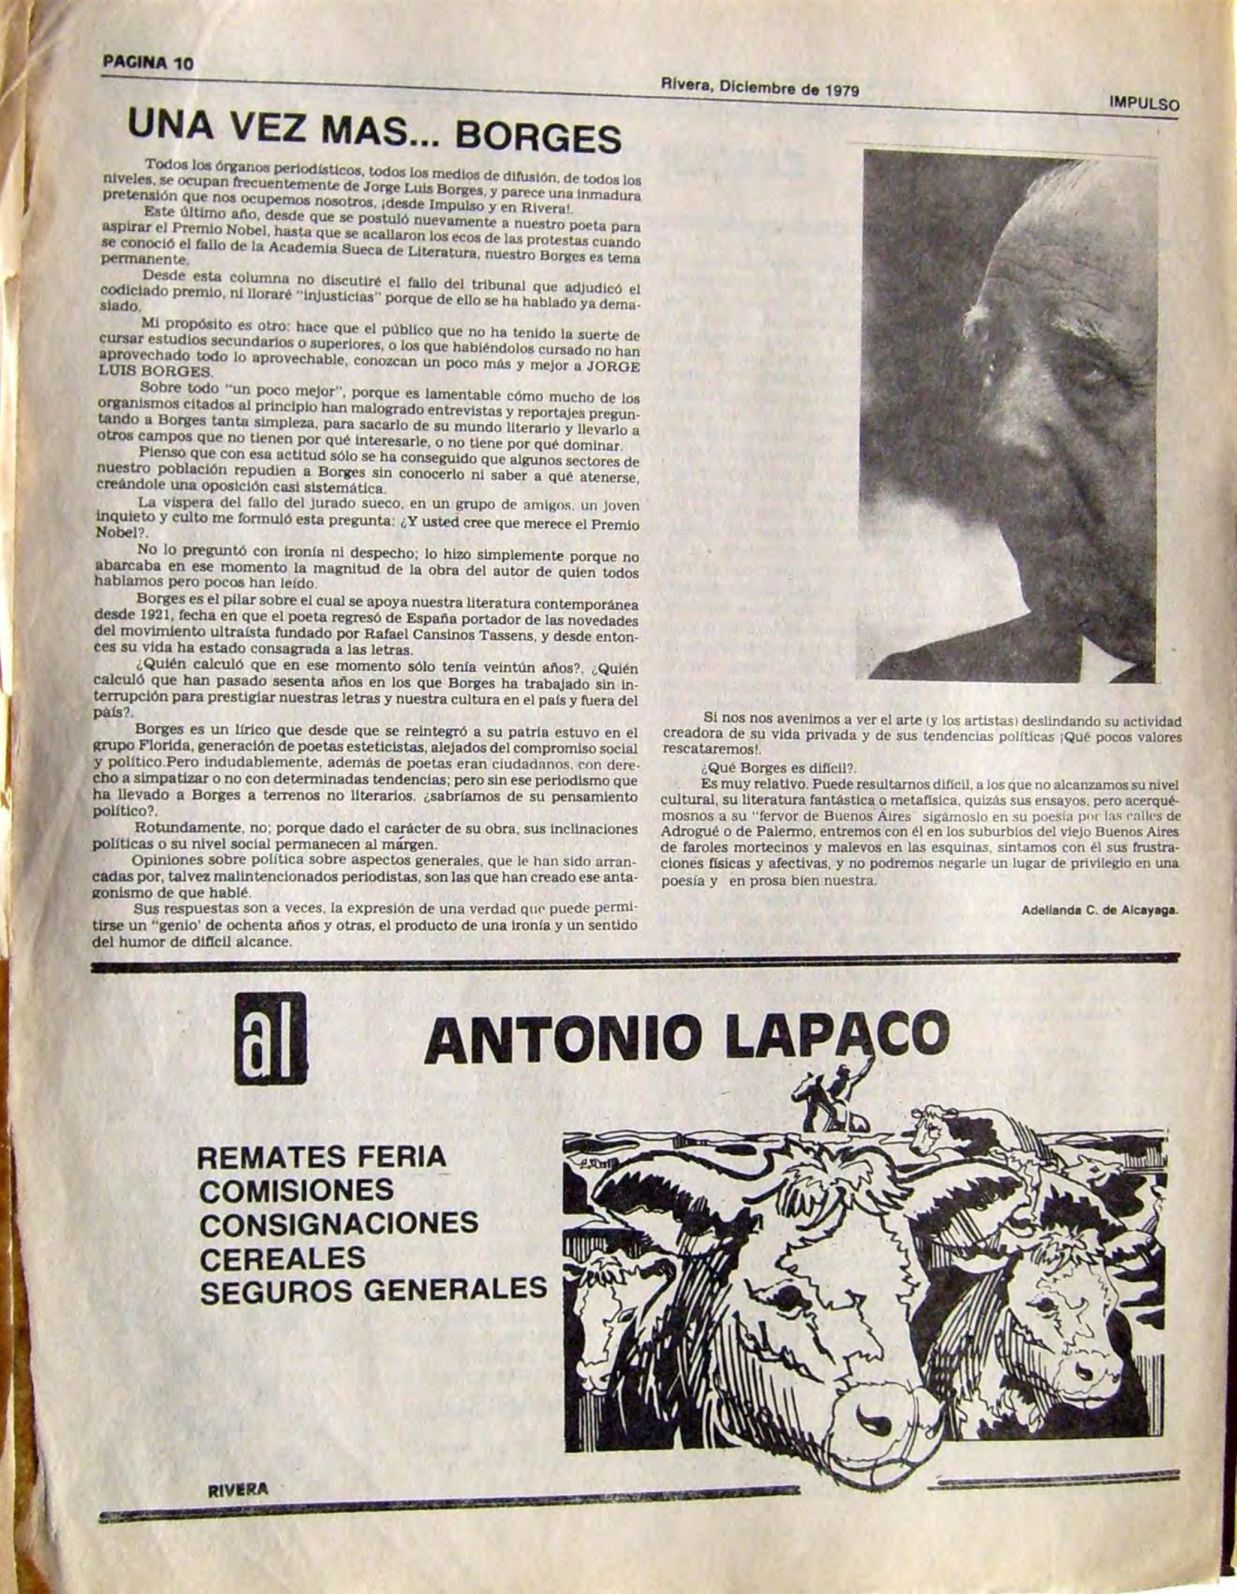 PAGINA 10
Rivera, Diciembre de 1979
IMPULSO
UNA VEZ MAS... BORGES
Todos los órganos periodísticos, todos los medios de difusión, de todos los
niveles, se ocupan frecuentemente de Jorge Luis Borges, y parece una inmadura
pretensión que nos ocupemos nosotros, ¡desde Impulso y en Rivera!.
Este último año, desde que se postuló nuevamente a nuestro poeta para
aspirar el Premio Nobel, hasta que se acallaron los ecos de las protestas cuando
se conoció el fallo de la Academia Sueca de Literatura, nuestro Borges es tema
permanente.
Desde esta columna no discutiré el fallo del tribunal que adjudicó el
codiciado premio, ni lloraré "injusticias" porque de ello se ha hablado ya dema-
siado.
Mi propósito es otro: hace que el público que no ha tenido la suerte de
cursar estudios secundarios o superiores, o los que habiéndolos cursado no han
aprovechado todo lo aprovechable, conozcan un poco más y mejor a JORGE
LUIS BORGES.
Sobre todo "un poco mejor", porque es lamentable cómo mucho de los
organismos citados al principio han malogrado entrevistas y reportajes pregun-
tando a Borges tanta simpleza, para sacarlo de su mundo literario y llevarlo a
otros campos que no tienen por qué interesarle, o no tiene por qué dominar.
Pienso que con esa actitud sólo se ha conseguido que algunos sectores de
nuestro población repudien a Borges sin conocerlo ni saber a qué atenerse,
creándole una oposición casi sistemática.
La víspera del fallo del jurado sueco, en un grupo de amigos, un joven
inquieto y culto me formuló esta pregunta: ¿Y usted cree que merece el Premio
Nobel?.
No lo preguntó con ironía ni despecho; lo hizo simplemente porque no
abarcaba en ese momento la magnitud de la obra del autor de quien todos
hablamos pero pocos han leído.
Borges es el pilar sobre el cual se apoya nuestra literatura contemporánea
desde 1921, fecha en que el poeta regresó de España portador de las novedades
del movimiento ultraísta fundado por Rafael Cansinos Tassens, y desde enton-
ces su vida ha estado consagrada a las letras.
¿Quién calculó que en ese momento sólo tenía veintún años?, ¿Quién
calculó que han pasado sesenta años en los que Borges ha trabajado sin in-
terrupción para prestigiar nuestras letras y nuestra cultura en el país y fuera del
país?.
Borges es un lírico que desde que se reintegró a su patria estuvo en el
grupo Florida, generación de poetas esteticistas, alejados del compromiso social
y político.Pero indudablemente, además de poetas eran ciudadanos, con dere-
cho a simpatizar o no con determinadas tendencias; pero sin ese periodismo que
ha llevado a Borges a terrenos no literarios, ¿sabríamos de su pensamiento
político?.
Rotundamente, no; porque dado el carácter de su obra, sus inclinaciones
políticas o su nivel social permanecen al márgen.
Opiniones sobre política sobre aspectos generales, que le han sido arran-
cadas por, talvez malintencionados periodistas, son las que han creado ese anta-
gonismo de que hablé.
Sus respuestas son a veces, la expresión de una verdad que puede permi-
tirse un "genio' de ochenta años y otras, el producto de una ironía y un sentido
del humor de difícil alcance.
Si nos nos avenimos a ver el arte (y los artistas) deslindando su actividad
creadora de su vida privada y de sus tendencias políticas ¡Qué pocos valores
rescataremos!.
¿Qué Borges es difícil?.
Es muy relativo. Puede resultarnos difícil, a los que no alcanzamos su nivel
cultural, su literatura fantástica o metafísica, quizás sus ensayos, pero acerqué-
mosnos a su "fervor de Buenos Aires" sigámoslo en su poesía por las calles de
Adrogué o de Palermo, entremos con él en los suburbios del viejo Buenos Aires
de faroles mortecinos y malevos en las esquinas, sintamos con él sus frustra-
ciones físicas y afectivas, y no podremos negarle un lugar de privilegio en una
poesía y en prosa bien nuestra.
Adelianda C. de Alcayaga.
al
ANTONIO LAPACO
REMATES FERIA
COMISIONES
CONSIGNACIONES
CEREALES
SEGUROS GENERALES
RIVERA